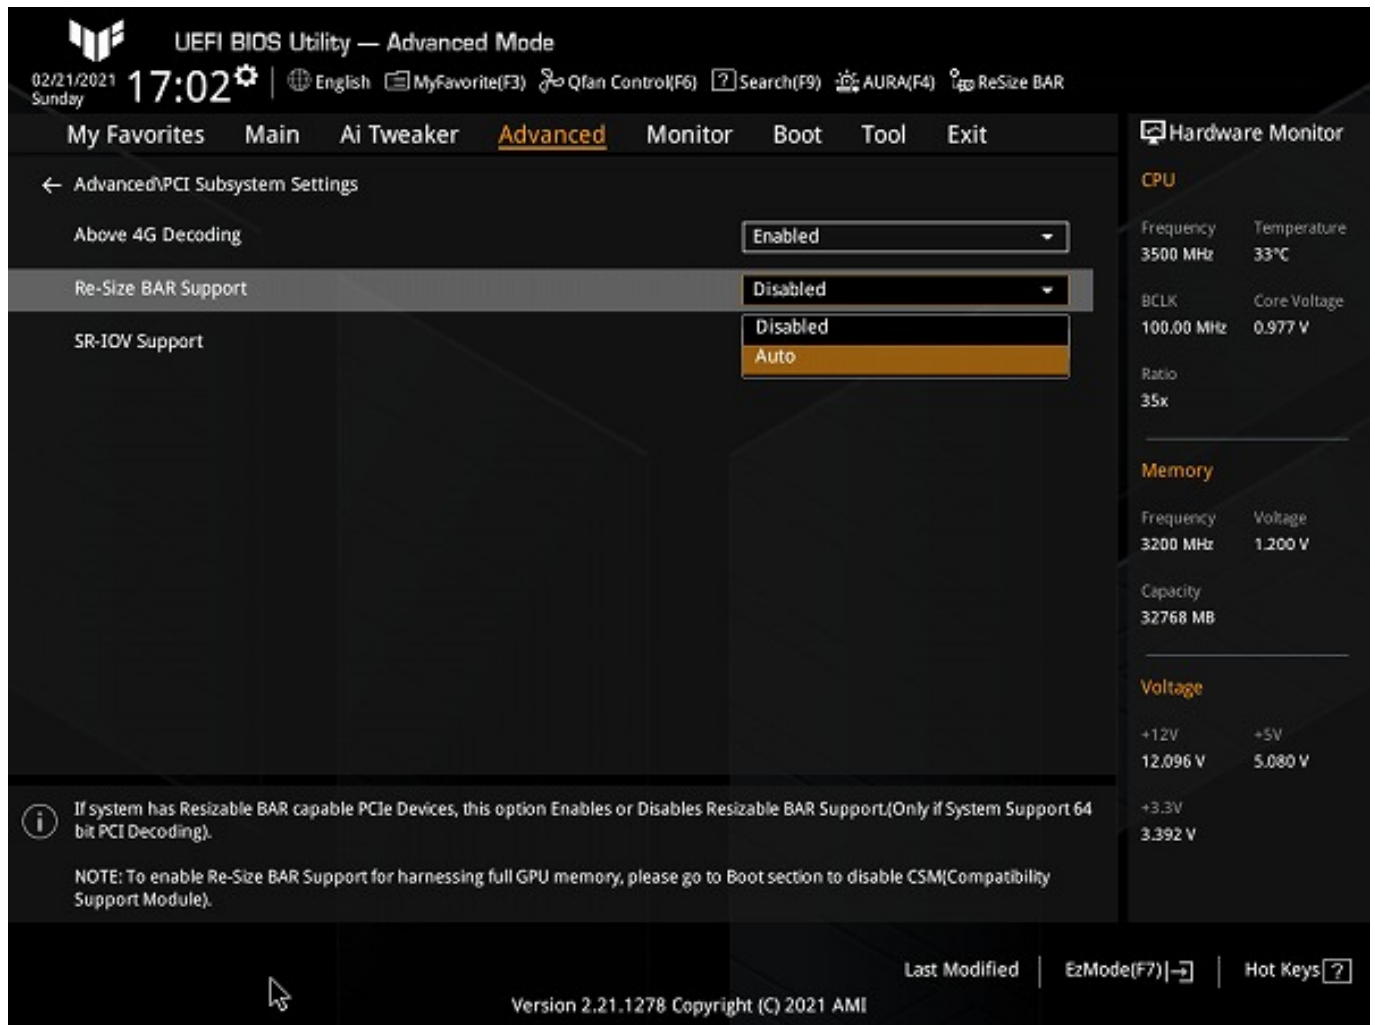 UEFI BIOS Utility — Advanced Mode
02/21/2021 17:02
Sunday
English MyFavorite(F3) Qfan Control(F6) ? Search(F9) AURA(F4) ReSize BAR
My Favorites Main Ai Tweaker Advanced Monitor Boot Tool Exit
← Advanced\PCI Subsystem Settings
Above 4G Decoding Enabled
Re-Size BAR Support Disabled
Disabled
SR-IOV Support
Auto
If system has Resizable BAR capable PCIe Devices, this option Enables or Disables Resizable BAR Support.(Only if System Support 64
bit PCI Decoding).
NOTE: To enable Re-Size BAR Support for harnessing full GPU memory, please go to Boot section to disable CSM(Compatibility
Support Module).
Hardware Monitor
CPU
Frequency Temperature
3500 MHz 33°C
BCLK Core Voltage
100.00 MHz 0.977 V
Ratio
35x
Memory
Frequency Voltage
3200 MHz 1.200 V
Capacity
32768 MB
Voltage
+12V +5V
12.096 V 5.080 V
+3.3V
3.392 V
Last Modified EzMode(F7) Hot Keys ?
Version 2.21.1278 Copyright (C) 2021 AMI